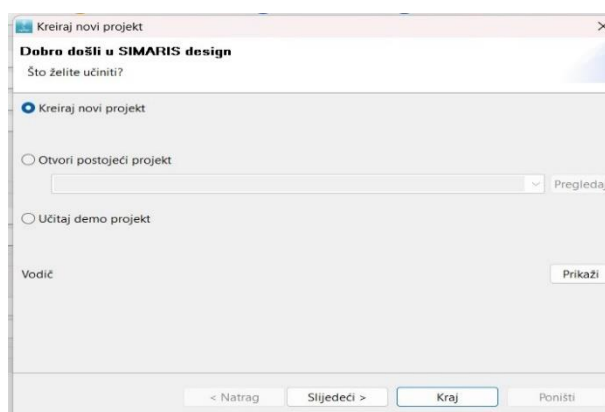 Kreiraj novi projekt
Dobro došli u SIMARIS design
Što želite učiniti?
Kreiraj novi projekt
Otvori postojeći projekt
Pregledaj
Učitaj demo projekt
Vodič
Prikaži
< Natrag
Slijedeći >
Kraj
Poništi